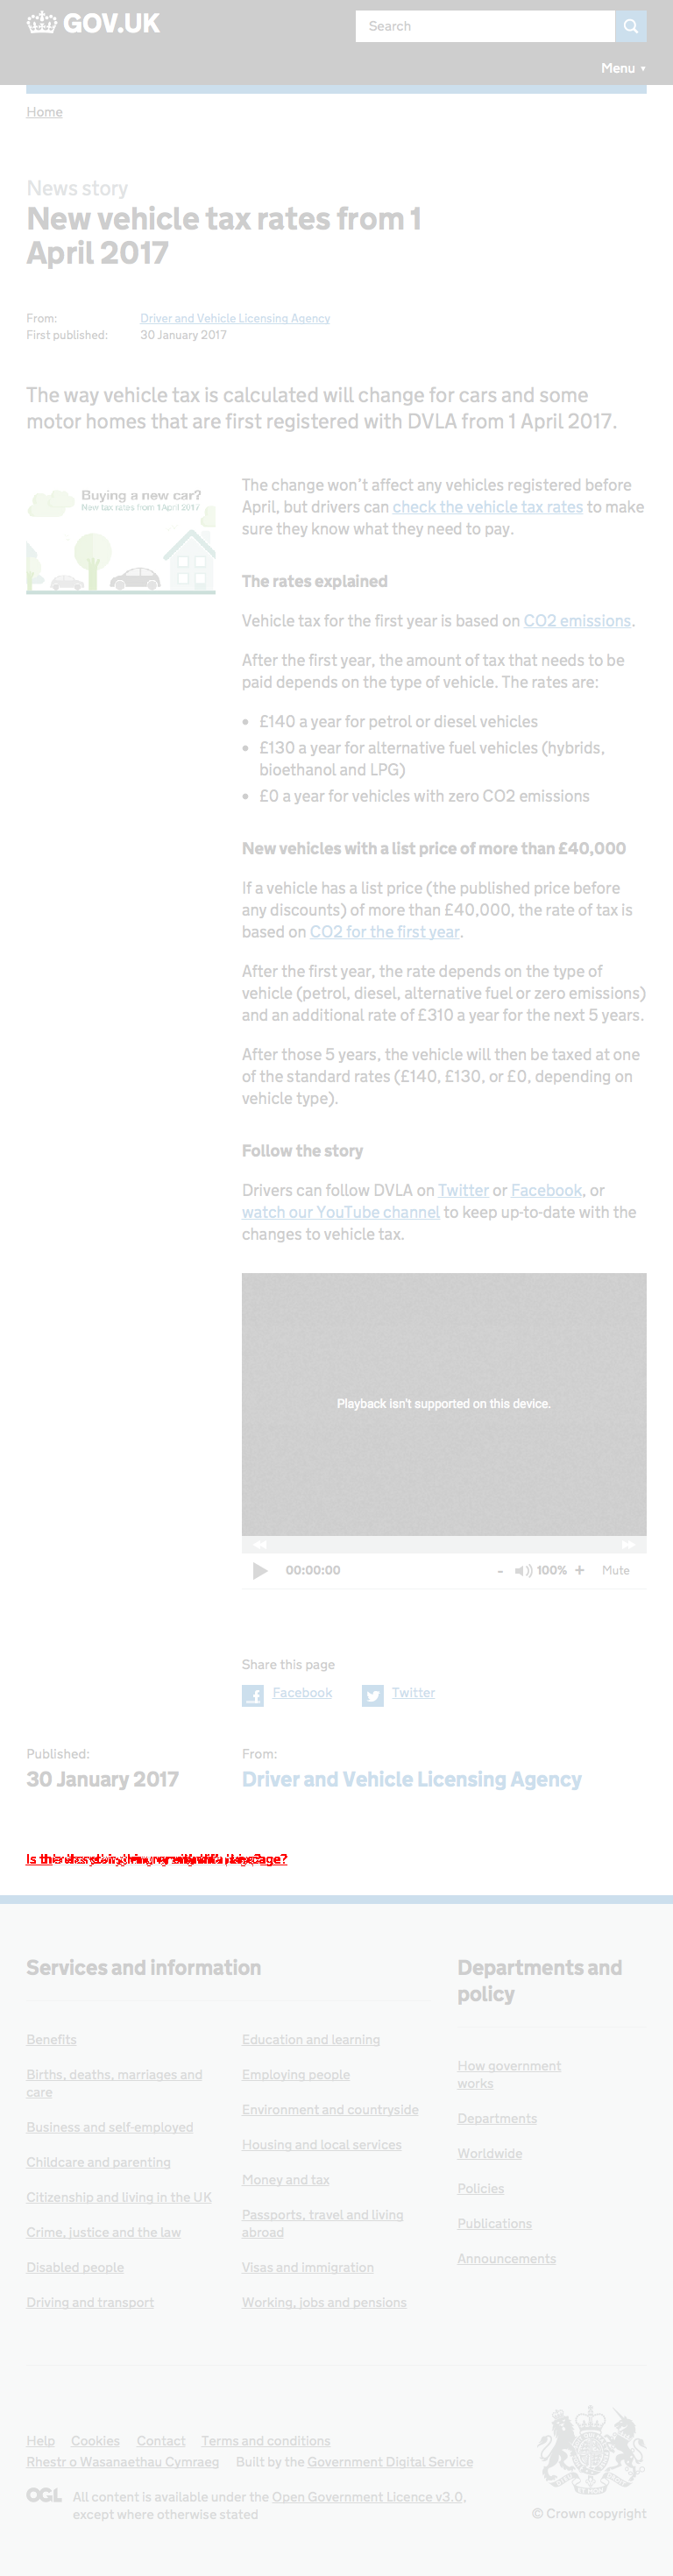 GOV.UK
Search
Menu ▼
Home
News story
New vehicle tax rates from 1
April 2017
From: Driver and Vehicle Licensing Agency
First published: 30 January 2017
The way vehicle tax is calculated will change for cars and some
motor homes that are first registered with DVLA from 1 April 2017.
Buying a new car?
New tax rates from 1 April 2017
The change won't affect any vehicles registered before
April, but drivers can check the vehicle tax rates to make
sure they know what they need to pay.
The rates explained
Vehicle tax for the first year is based on CO2 emissions.
After the first year, the amount of tax that needs to be
paid depends on the type of vehicle. The rates are:
• £140 a year for petrol or diesel vehicles
• £130 a year for alternative fuel vehicles (hybrids,
bioethanol and LPG)
• £0 a year for vehicles with zero CO2 emissions
New vehicles with a list price of more than £40,000
If a vehicle has a list price (the published price before
any discounts) of more than £40,000, the rate of tax is
based on CO2 for the first year.
After the first year, the rate depends on the type of
vehicle (petrol, diesel, alternative fuel or zero emissions)
and an additional rate of £310 a year for the next 5 years.
After those 5 years, the vehicle will then be taxed at one
of the standard rates (£140, £130, or £0, depending on
vehicle type).
Follow the story
Drivers can follow DVLA on Twitter or Facebook, or
watch our YouTube channel to keep up-to-date with the
changes to vehicle tax.
Playback isn't supported on this device.
00:00:00 - 100% + Mute
Share this page
Facebook Twitter
Published: From:
30 January 2017 Driver and Vehicle Licensing Agency
Services and information
Benefits
Births, deaths, marriages and
care
Business and self-employed
Childcare and parenting
Citizenship and living in the UK
Crime, justice and the law
Disabled people
Driving and transport
Education and learning
Employing people
Environment and countryside
Housing and local services
Money and tax
Passports, travel and living
abroad
Visas and immigration
Working, jobs and pensions
Departments and
policy
How government
works
Departments
Worldwide
Policies
Publications
Announcements
Help Cookies Contact Terms and conditions
Rhestr o Wasanaethau Cymraeg Built by the Government Digital Service
OGL All content is available under the Open Government Licence v3.0,
except where otherwise stated
© Crown copyright